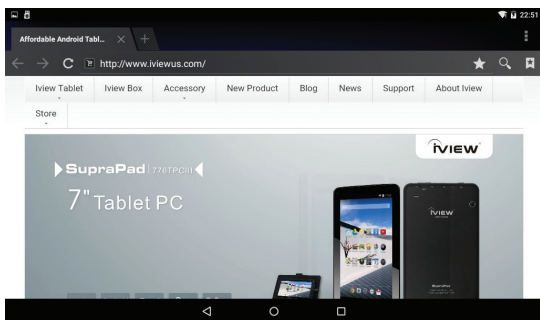 22:51
Affordable Android Tabl...
http://www.iviewus.com/
Iview Tablet Iview Box Accessory New Product Blog News Support About Iview
Store
iVIEW
SupraPad 776TPCIII
7" Tablet PC
iVIEW
SupraPad